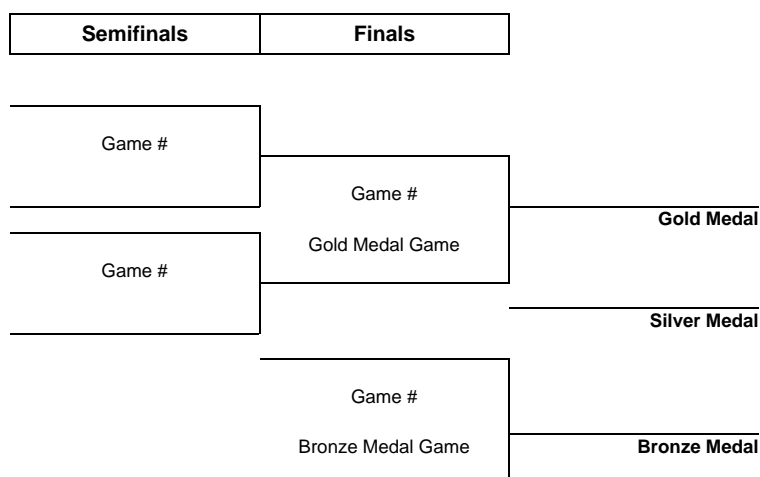 Semifinals Finals
Game #
Game #
Gold Medal
Gold Medal Game
Game #
Silver Medal
Game #
Bronze Medal Game Bronze Medal